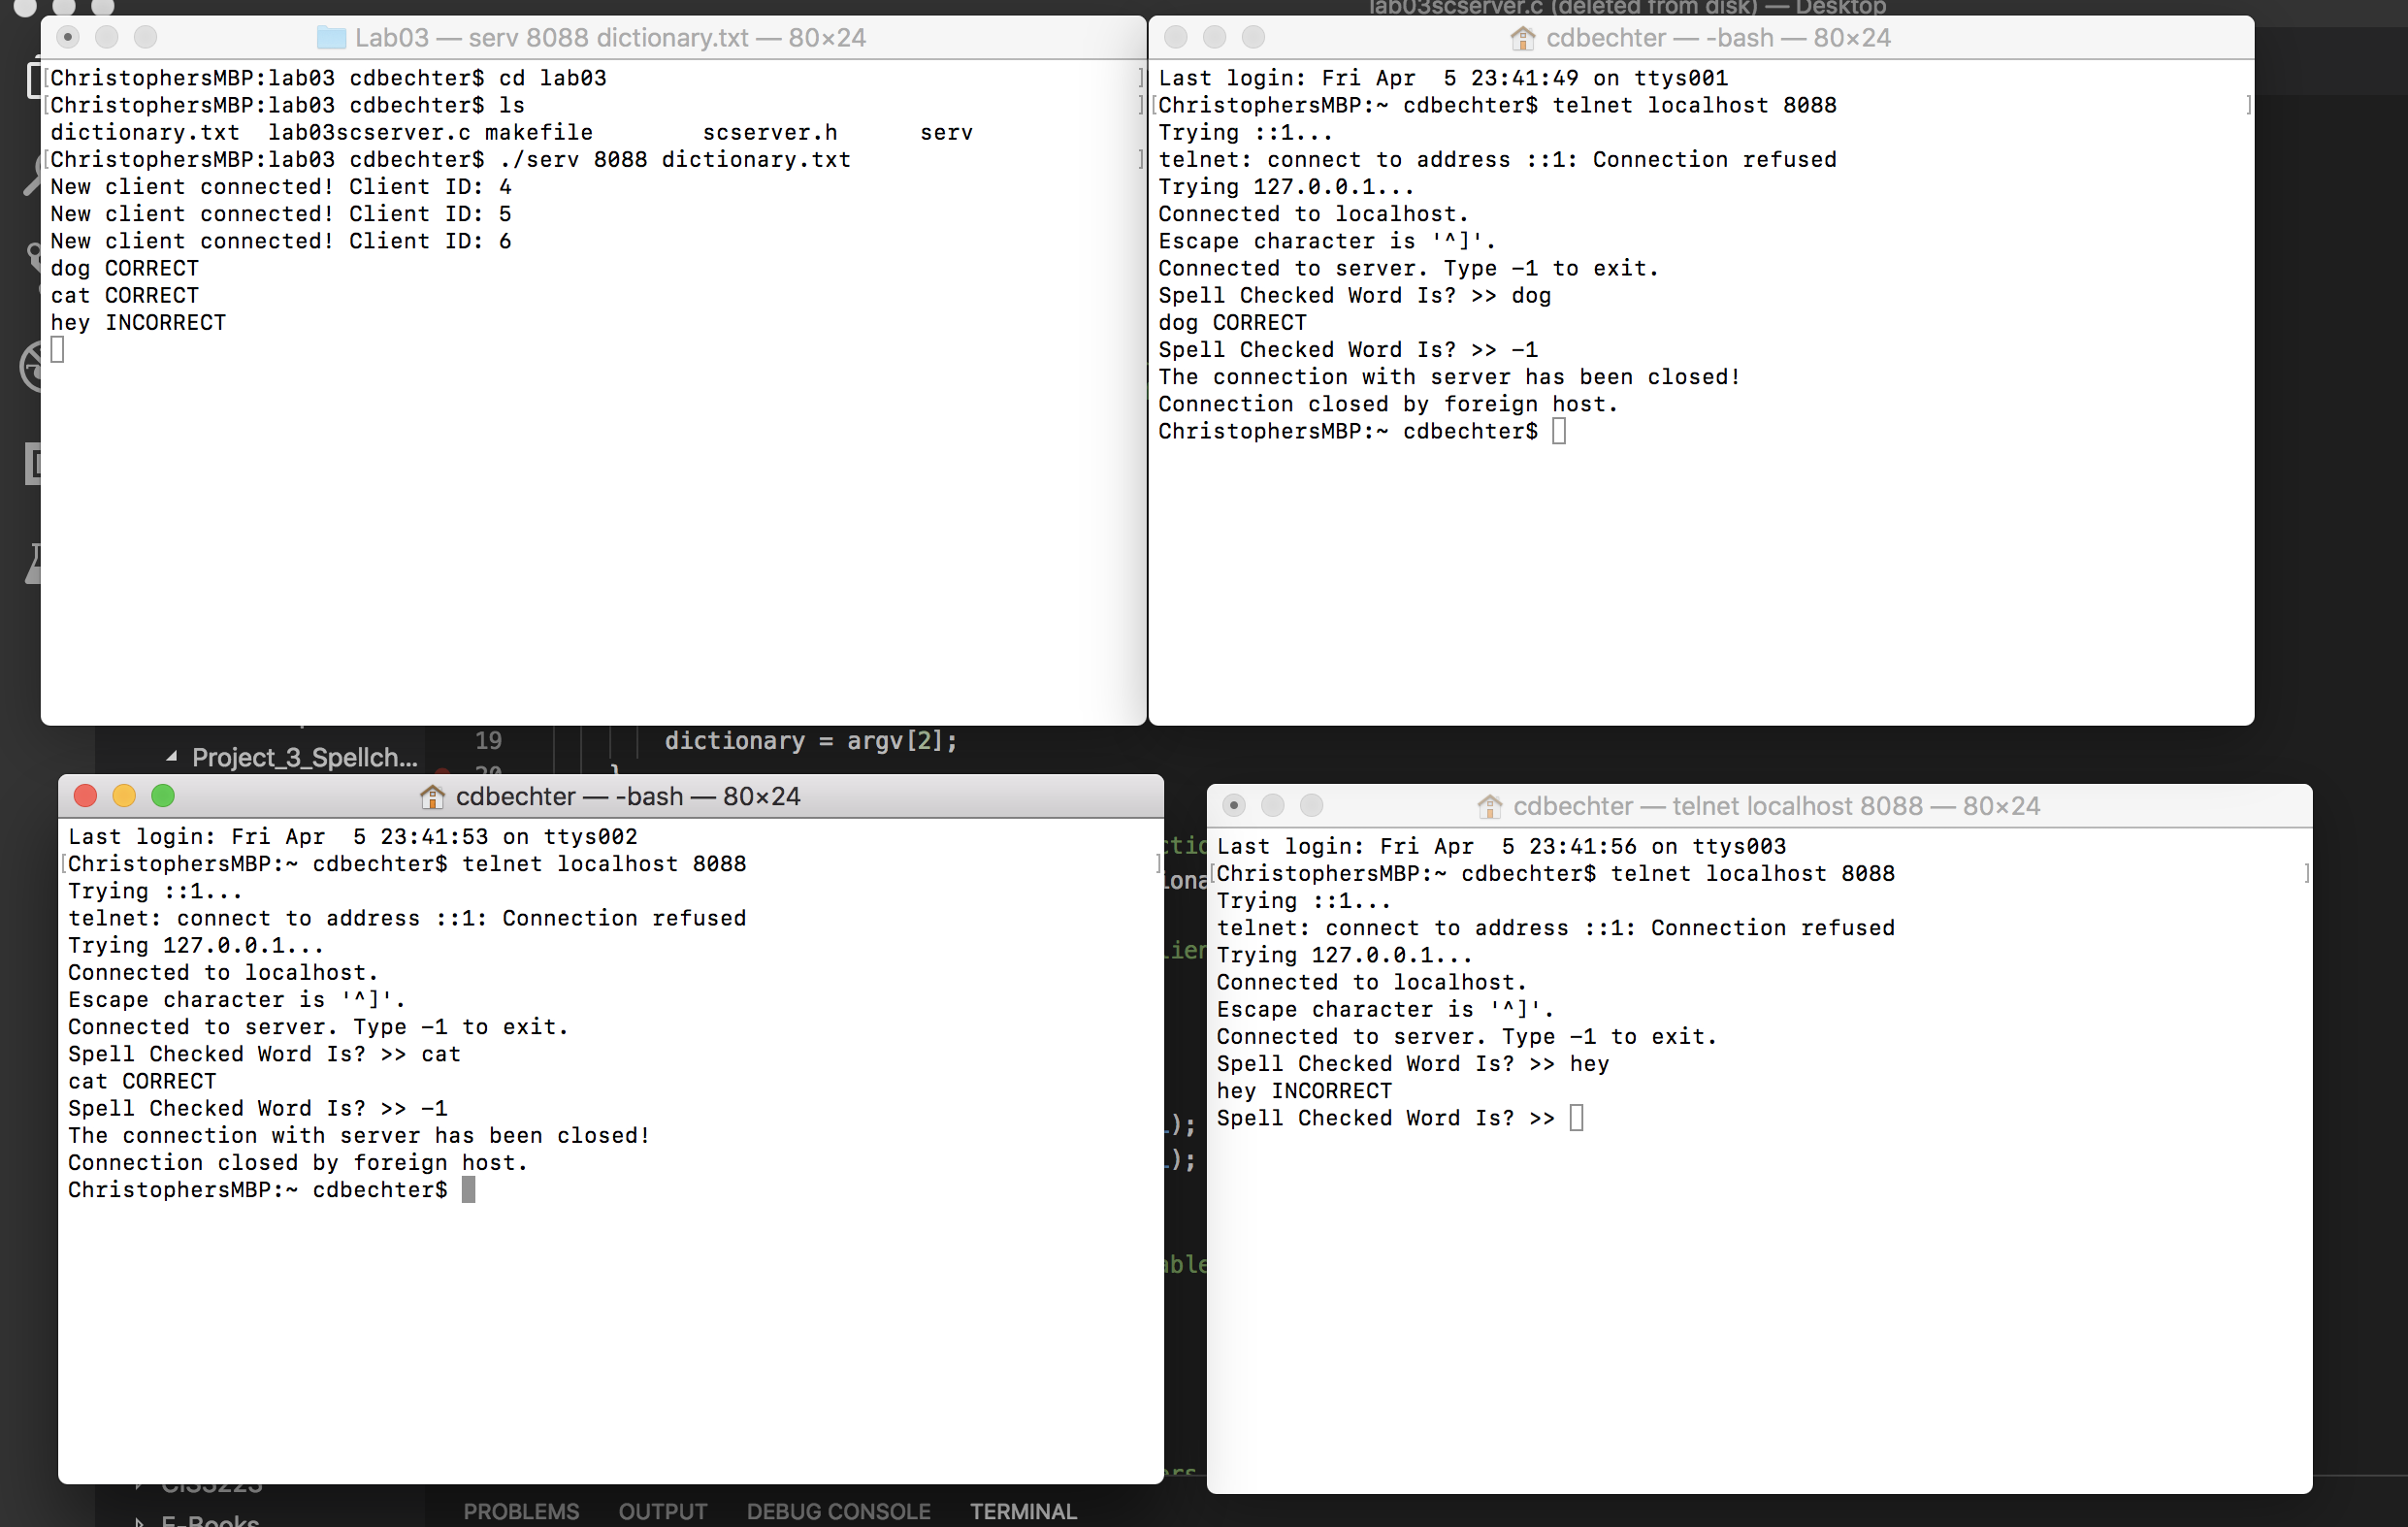 lab03scserver.c (deleted from disk) — Desktop
Lab03 — serv 8088 dictionary.txt — 80×24
[ChristophersMBP:lab03 cdbechter$ cd lab03 ]
[ChristophersMBP:lab03 cdbechter$ ls ]
dictionary.txt lab03scserver.c makefile scserver.h serv
[ChristophersMBP:lab03 cdbechter$ ./serv 8088 dictionary.txt ]
New client connected! Client ID: 4
New client connected! Client ID: 5
New client connected! Client ID: 6
dog CORRECT
cat CORRECT
hey INCORRECT
cdbechter — -bash — 80×24
Last login: Fri Apr  5 23:41:49 on ttys001
[ChristophersMBP:~ cdbechter$ telnet localhost 8088 ]
Trying ::1...
telnet: connect to address ::1: Connection refused
Trying 127.0.0.1...
Connected to localhost.
Escape character is '^]'.
Connected to server. Type -1 to exit.
Spell Checked Word Is? >> dog
dog CORRECT
Spell Checked Word Is? >> -1
The connection with server has been closed!
Connection closed by foreign host.
ChristophersMBP:~ cdbechter$
Project_3_Spellch...
19 dictionary = argv[2];
20 }
cdbechter — -bash — 80×24
Last login: Fri Apr  5 23:41:53 on ttys002
[ChristophersMBP:~ cdbechter$ telnet localhost 8088 ]
Trying ::1...
telnet: connect to address ::1: Connection refused
Trying 127.0.0.1...
Connected to localhost.
Escape character is '^]'.
Connected to server. Type -1 to exit.
Spell Checked Word Is? >> cat
cat CORRECT
Spell Checked Word Is? >> -1
The connection with server has been closed!
Connection closed by foreign host.
ChristophersMBP:~ cdbechter$
);
);
cdbechter — telnet localhost 8088 — 80×24
Last login: Fri Apr  5 23:41:56 on ttys003
[ChristophersMBP:~ cdbechter$ telnet localhost 8088 ]
Trying ::1...
telnet: connect to address ::1: Connection refused
Trying 127.0.0.1...
Connected to localhost.
Escape character is '^]'.
Connected to server. Type -1 to exit.
Spell Checked Word Is? >> hey
hey INCORRECT
Spell Checked Word Is? >>
CIS3223
E-Books
PROBLEMS OUTPUT DEBUG CONSOLE TERMINAL